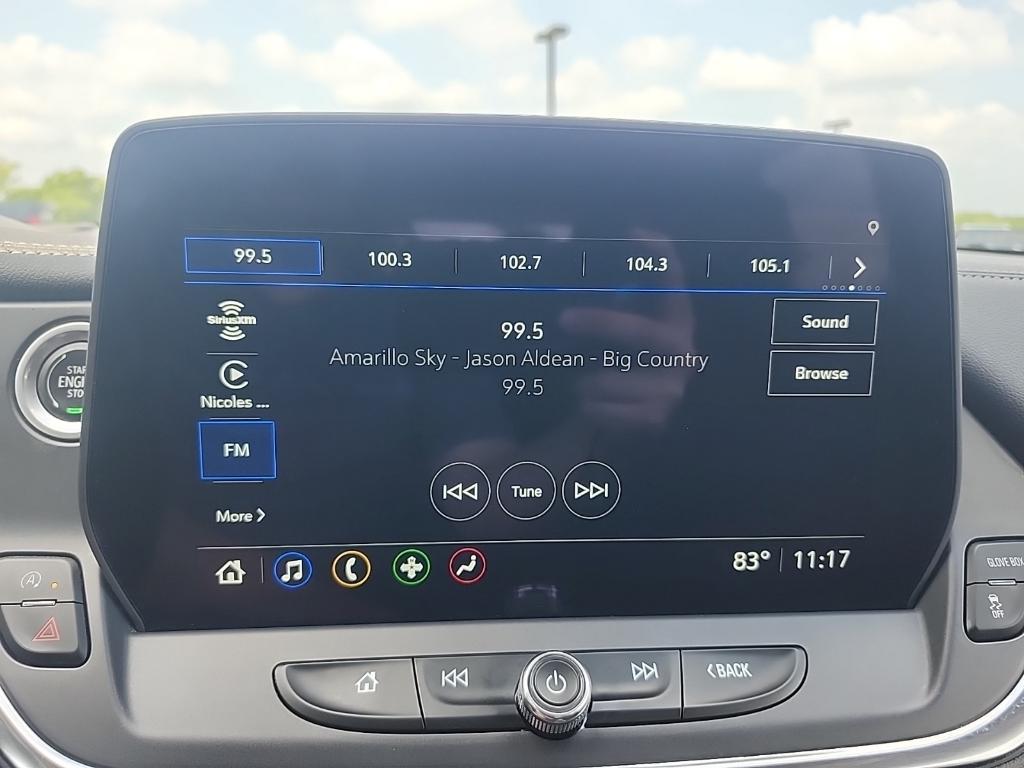 99.5
100.3
102.7
104.3
105.1
SiriusXM
Nicoles ...
FM
More
99.5
Amarillo Sky - Jason Aldean - Big Country
99.5
Sound
Browse
Tune
83° 11:17
ENG
A
GLOVE BOX
OFF
BACK